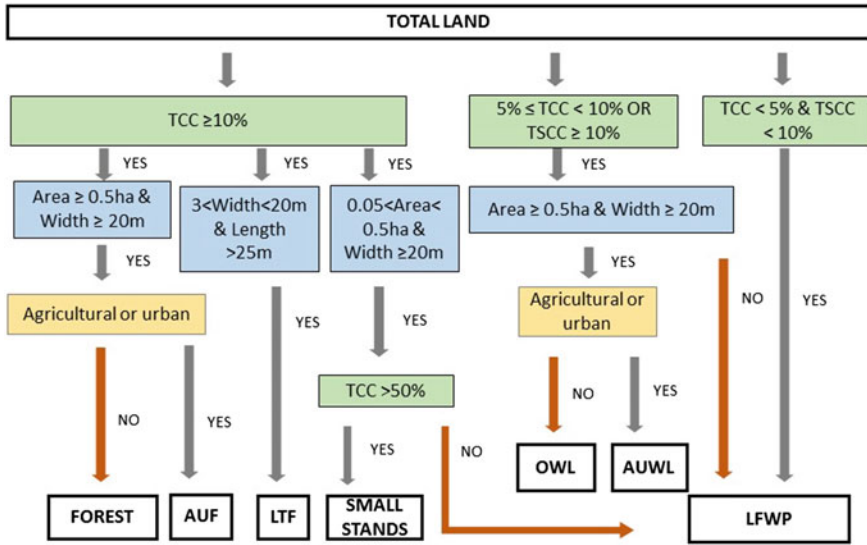 TOTAL LAND
TCC ≥10%
5% ≤ TCC < 10% OR
TSCC ≥ 10%
TCC < 5% & TSCC
< 10%
YES
YES
YES
YES
Area ≥ 0.5ha &
Width ≥ 20m
3<Width<20m
& Length
>25m
0.05<Area<
0.5ha &
Width ≥20m
Area ≥ 0.5ha & Width ≥ 20m
YES
YES
Agricultural or urban
YES
YES
Agricultural or
urban
NO
YES
TCC >50%
NO
YES
YES
NO
NO
YES
OWL
AUWL
FOREST
AUF
LTF
SMALL
STANDS
LFWP